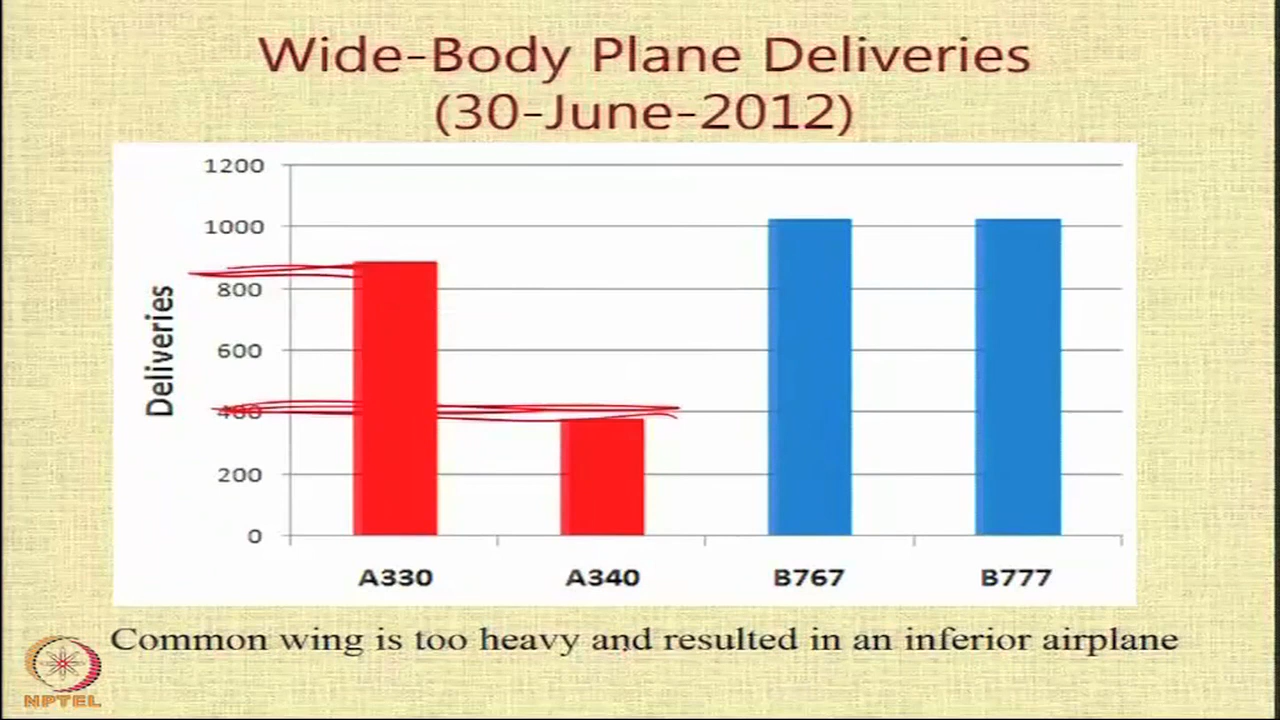 Wide-Body Plane Deliveries
(30-June-2012)
1200
1000
800
600
400
200
0
Deliveries
A330 A340 B767 B777
Common wing is too heavy and resulted in an inferior airplane
NPTEL